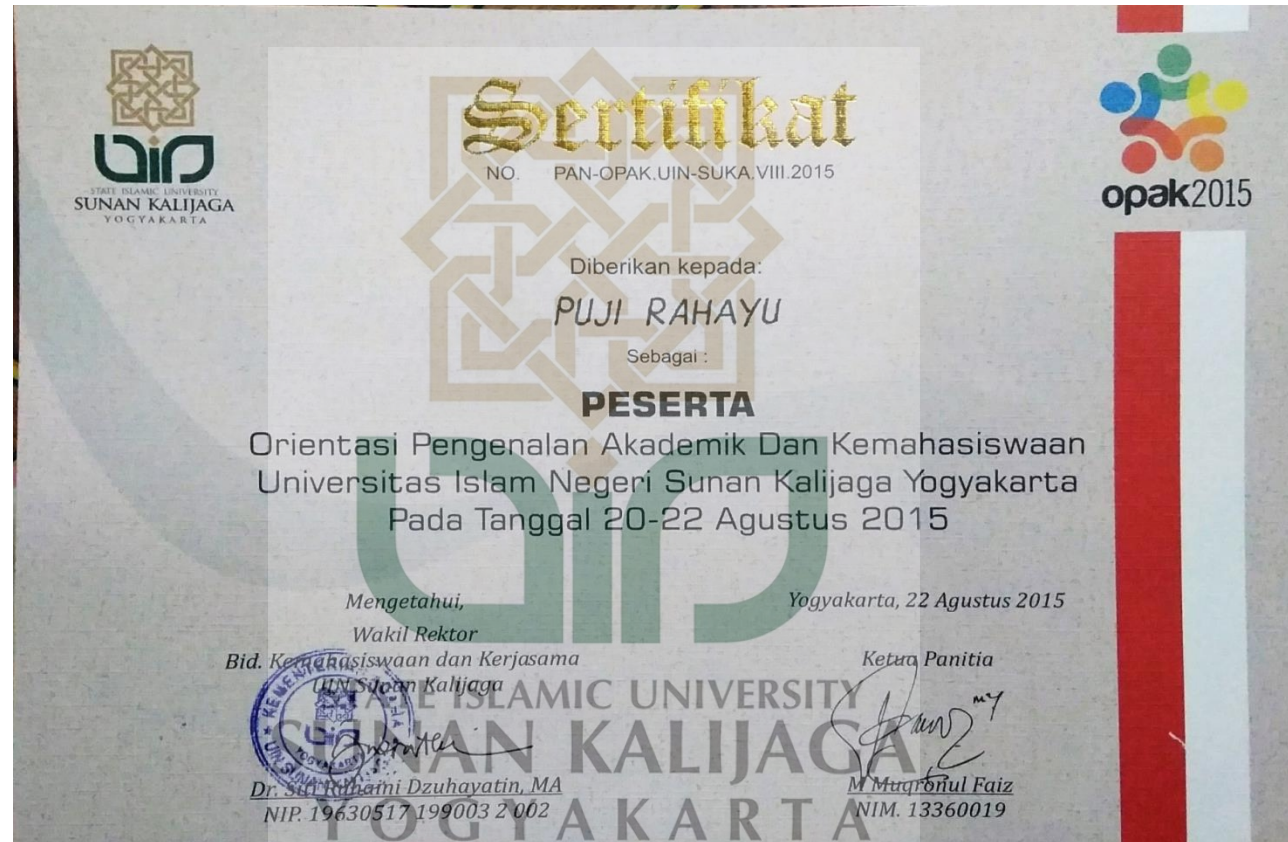 Sertifikat
NO. PAN-OPAK.UIN-SUKA.VIII.2015
uin
STATE ISLAMIC UNIVERSITY
SUNAN KALIJAGA
YOGYAKARTA
opak2015
Diberikan kepada:
PUJI RAHAYU
Sebagai :
PESERTA
Orientasi Pengenalan Akademik Dan Kemahasiswaan
Universitas Islam Negeri Sunan Kalijaga Yogyakarta
Pada Tanggal 20-22 Agustus 2015
Mengetahui,
Wakil Rektor
Bid. Kemahasiswaan dan Kerjasama
UIN Sunan Kalijaga
Dr. Siti Ruhaini Dzuhayatin, MA
NIP. 19630517 199003 2 002
Yogyakarta, 22 Agustus 2015
Ketua Panitia
M Muqronul Faiz
NIM. 13360019
uin
STATE ISLAMIC UNIVERSITY
SUNAN KALIJAGA
YOGYAKARTA